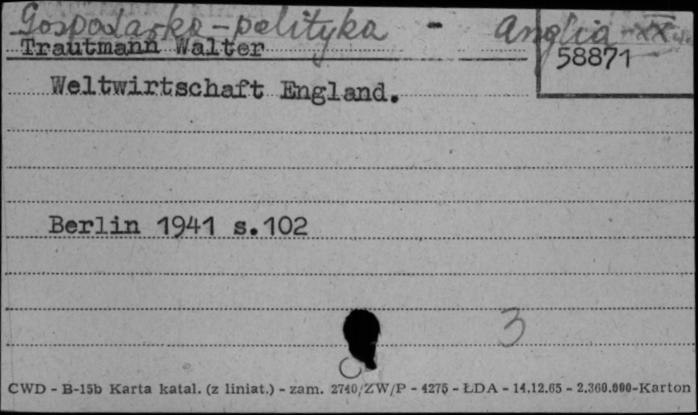 Gospodarka-polityka - Anglia - XX w.
Trautmann Walter
58871
Weltwirtschaft England.
Berlin 1941 s.102
3
CWD - B-15b Karta katal. (z liniat.) - zam. 2740/ZW/P - 4275 - ŁDA - 14.12.65 - 2.360.000-Karton